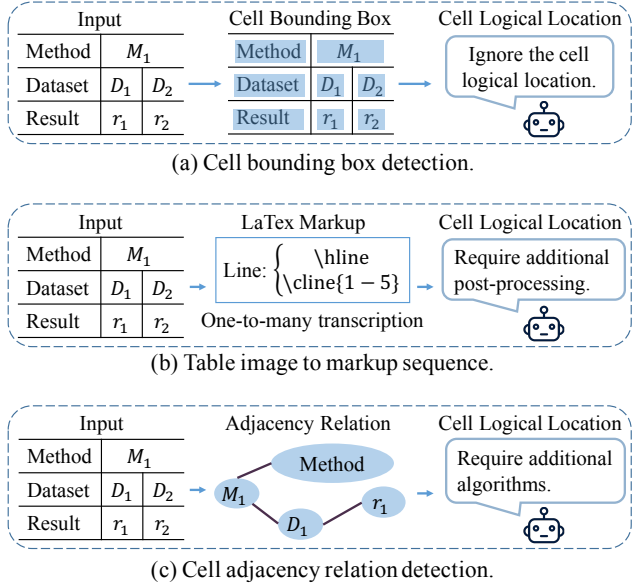 Input Cell Bounding Box Cell Logical Location
Method M₁ Method M₁ Ignore the cell
Dataset D₁ D₂ Dataset D₁ D₂ logical location.
Result r₁ r₂ Result r₁ r₂
(a) Cell bounding box detection.
Input LaTex Markup Cell Logical Location
Method M₁ Line: { \hline Require additional
Dataset D₁ D₂ \cline{1 − 5} post-processing.
Result r₁ r₂ One-to-many transcription
(b) Table image to markup sequence.
Input Adjacency Relation Cell Logical Location
Method M₁ Method Require additional
Dataset D₁ D₂ M₁ r₁ algorithms.
Result r₁ r₂ D₁
(c) Cell adjacency relation detection.